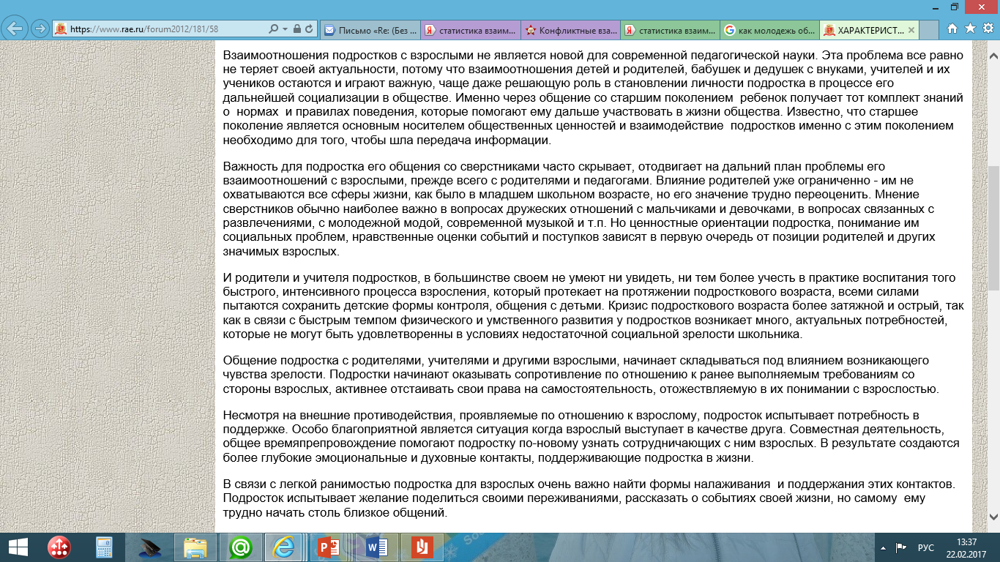 https://www.rae.ru/forum2012/181/58
Письмо «Re: (Без ...
статистика взаим...
Конфликтные вза...
статистика взаим...
как молодежь об...
ХАРАКТЕРИСТ...
Взаимоотношения подростков с взрослыми не является новой для современной педагогической науки. Эта проблема все равно
не теряет своей актуальности, потому что взаимоотношения детей и родителей, бабушек и дедушек с внуками, учителей и их
учеников остаются и играют важную, чаще даже решающую роль в становлении личности подростка в процессе его
дальнейшей социализации в обществе. Именно через общение со старшим поколением ребенок получает тот комплект знаний
о нормах и правилах поведения, которые помогают ему дальше участвовать в жизни общества. Известно, что старшее
поколение является основным носителем общественных ценностей и взаимодействие подростков именно с этим поколением
необходимо для того, чтобы шла передача информации.
Важность для подростка его общения со сверстниками часто скрывает, отодвигает на дальний план проблемы его
взаимоотношений с взрослыми, прежде всего с родителями и педагогами. Влияние родителей уже ограниченно - им не
охватываются все сферы жизни, как было в младшем школьном возрасте, но его значение трудно переоценить. Мнение
сверстников обычно наиболее важно в вопросах дружеских отношений с мальчиками и девочками, в вопросах связанных с
развлечениями, с молодежной модой, современной музыкой и т.п. Но ценностные ориентации подростка, понимание им
социальных проблем, нравственные оценки событий и поступков зависят в первую очередь от позиции родителей и других
значимых взрослых.
И родители и учителя подростков, в большинстве своем не умеют ни увидеть, ни тем более учесть в практике воспитания того
быстрого, интенсивного процесса взросления, который протекает на протяжении подросткового возраста, всеми силами
пытаются сохранить детские формы контроля, общения с детьми. Кризис подросткового возраста более затяжной и острый, так
как в связи с быстрым темпом физического и умственного развития у подростков возникает много, актуальных потребностей,
которые не могут быть удовлетворенны в условиях недостаточной социальной зрелости школьника.
Общение подростка с родителями, учителями и другими взрослыми, начинает складываться под влиянием возникающего
чувства зрелости. Подростки начинают оказывать сопротивление по отношению к ранее выполняемым требованиям со
стороны взрослых, активнее отстаивать свои права на самостоятельность, отожествляемую в их понимании с взрослостью.
Несмотря на внешние противодействия, проявляемые по отношению к взрослому, подросток испытывает потребность в
поддержке. Особо благоприятной является ситуация когда взрослый выступает в качестве друга. Совместная деятельность,
общее времяпрепровождение помогают подростку по-новому узнать сотрудничающих с ним взрослых. В результате создаются
более глубокие эмоциональные и духовные контакты, поддерживающие подростка в жизни.
В связи с легкой ранимостью подростка для взрослых очень важно найти формы налаживания и поддержания этих контактов.
Подросток испытывает желание поделиться своими переживаниями, рассказать о событиях своей жизни, но самому ему
трудно начать столь близкое общений.
РУС
13:37
22.02.2017